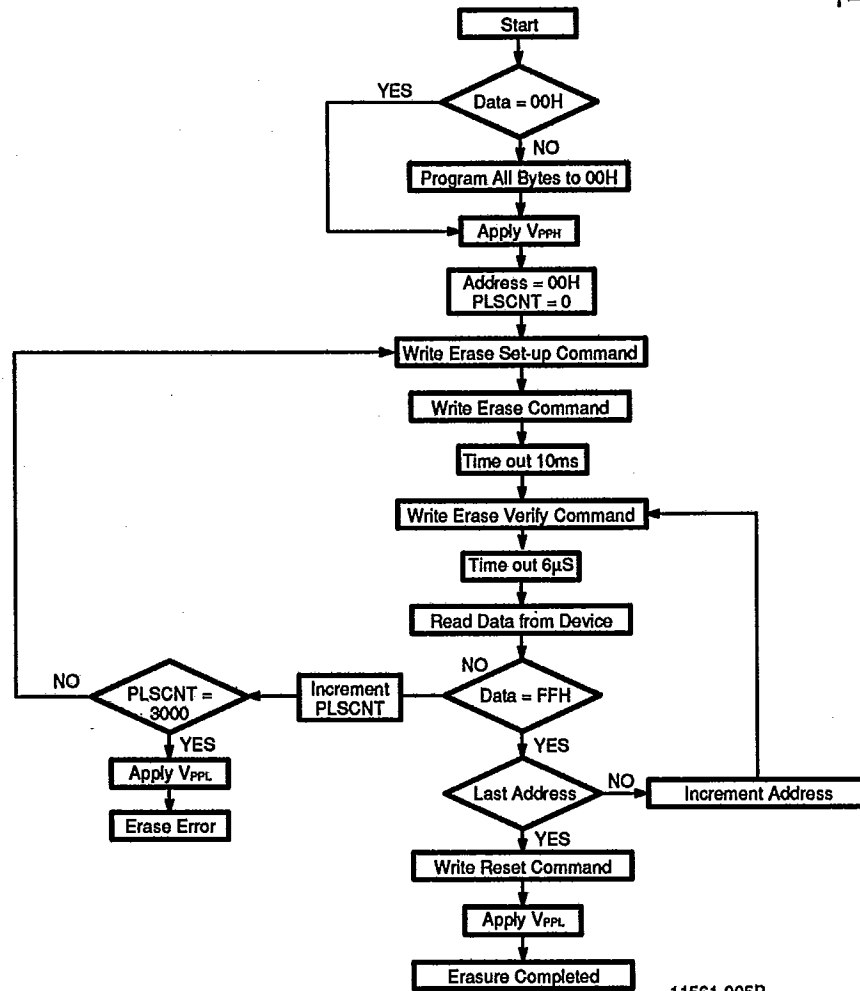 Start
YES
Data = 00H
NO
Program All Bytes to 00H
Apply VPPH
Address = 00H
PLSCNT = 0
Write Erase Set-up Command
Write Erase Command
Time out 10ms
Write Erase Verify Command
Time out 6µS
Read Data from Device
NO
Data = FFH
YES
Increment
PLSCNT
NO
PLSCNT =
3000
YES
Apply VPPL
Erase Error
Last Address
NO
Increment Address
YES
Write Reset Command
Apply VPPL
Erasure Completed